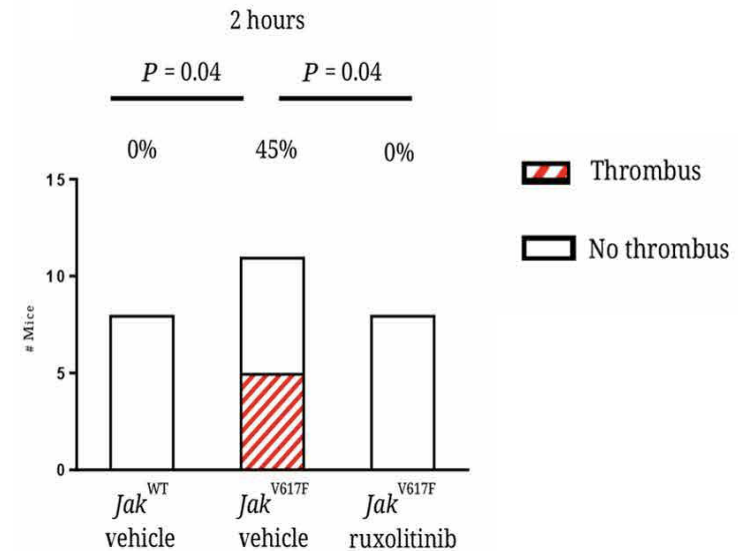 2 hours
P = 0.04 P = 0.04
0% 45% 0%
15
10
5
0
# Mice
Thrombus
No thrombus
Jak^WT Jak^V617F Jak^V617F
vehicle vehicle ruxolitinib